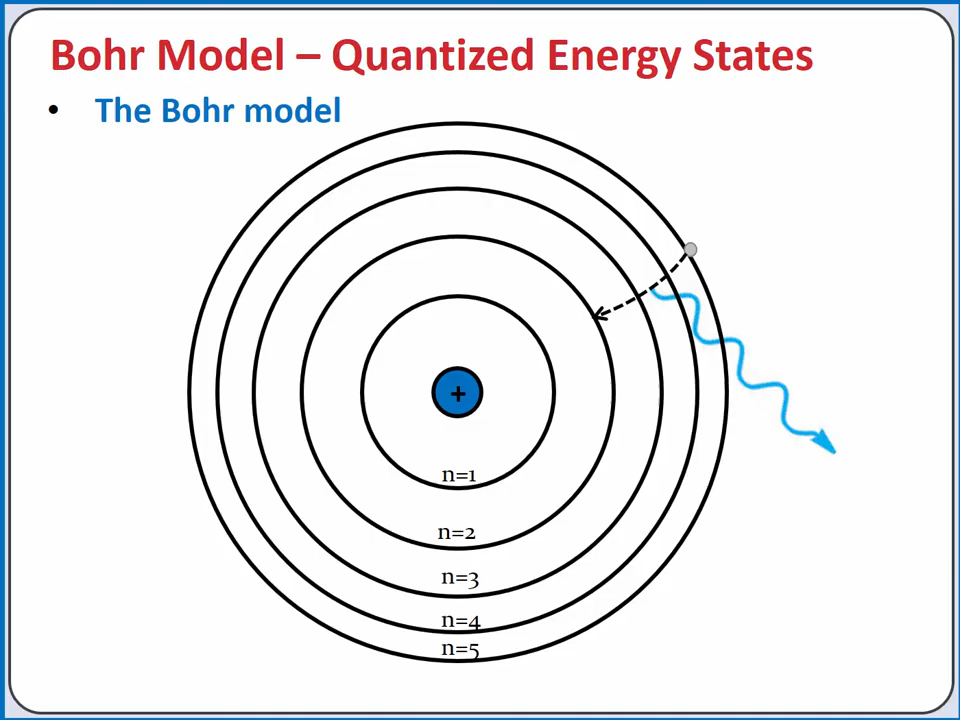 Bohr Model – Quantized Energy States
• The Bohr model
+
n=1
n=2
n=3
n=4
n=5